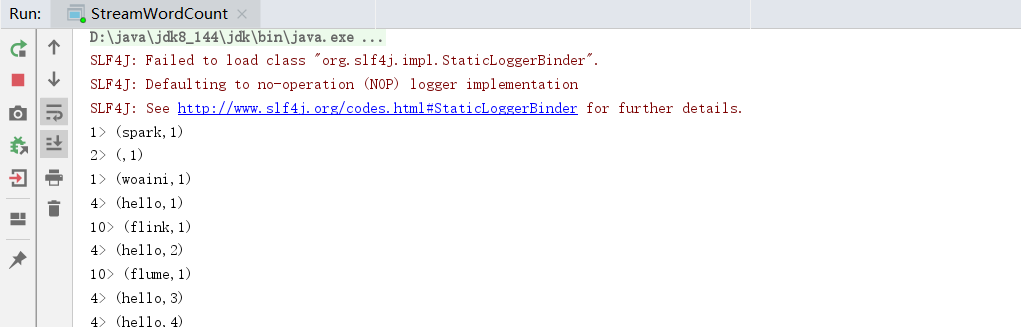 Run: StreamWordCount
D:\java\jdk8_144\jdk\bin\java.exe ...
SLF4J: Failed to load class "org.slf4j.impl.StaticLoggerBinder".
SLF4J: Defaulting to no-operation (NOP) logger implementation
SLF4J: See http://www.slf4j.org/codes.html#StaticLoggerBinder for further details.
1> (spark,1)
2> (,1)
1> (woaini,1)
4> (hello,1)
10> (flink,1)
4> (hello,2)
10> (flume,1)
4> (hello,3)
4> (hello,4)